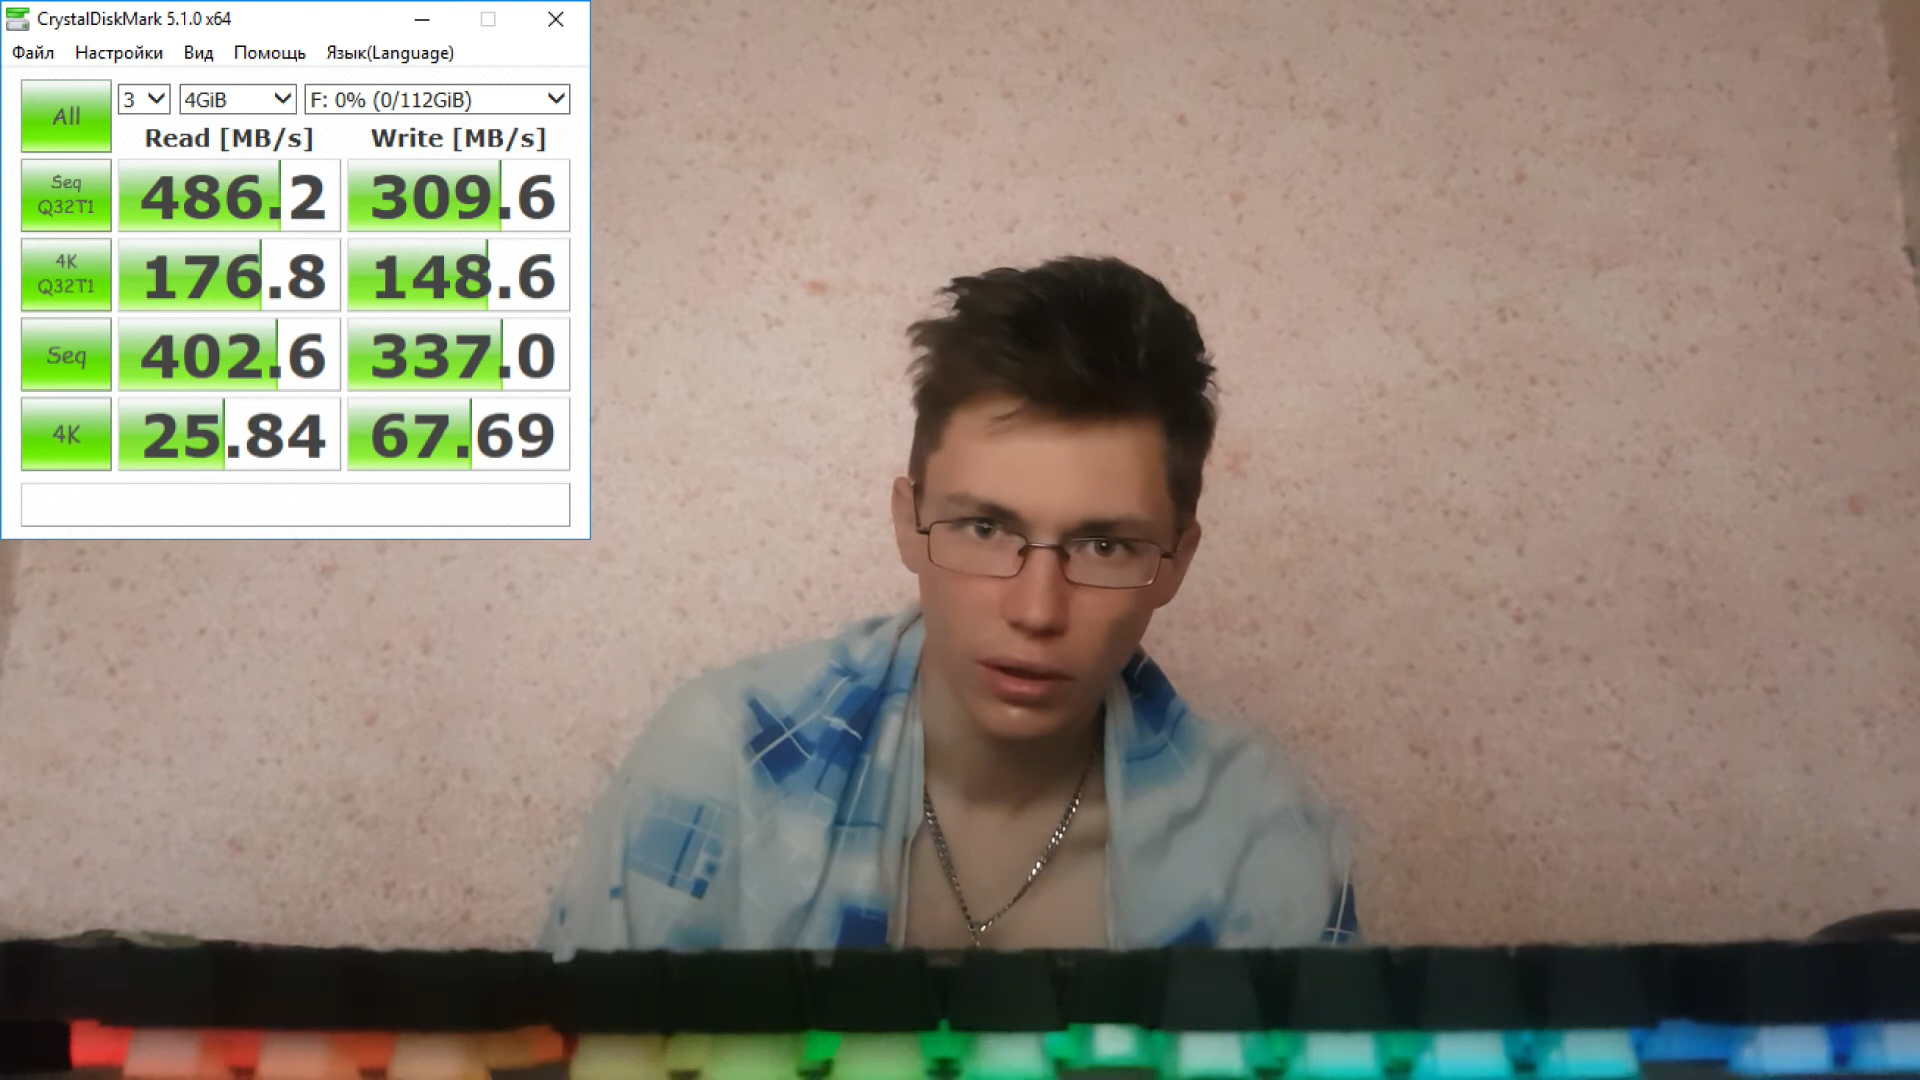 CrystalDiskMark 5.1.0 x64
Файл Настройки Вид Помощь Язык(Language)
All 3 4GiB F: 0% (0/112GiB)
Read [MB/s] Write [MB/s]
Seq Q32T1 486.2 309.6
4K Q32T1 176.8 148.6
Seq 402.6 337.0
4K 25.84 67.69